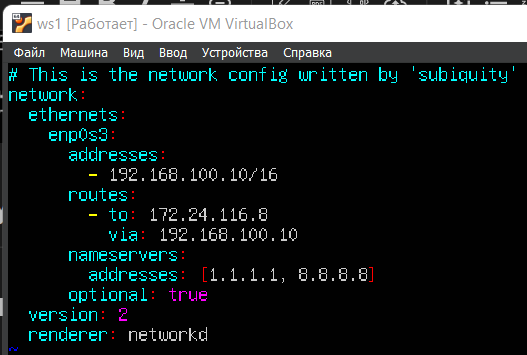 ws1 [Работает] - Oracle VM VirtualBox
Файл Машина Вид Ввод Устройства Справка
# This is the network config written by 'subiquity'
network:
  ethernets:
    enp0s3:
      addresses:
        - 192.168.100.10/16
      routes:
        - to: 172.24.116.8
          via: 192.168.100.10
      nameservers:
        addresses: [1.1.1.1, 8.8.8.8]
      optional: true
  version: 2
  renderer: networkd
~